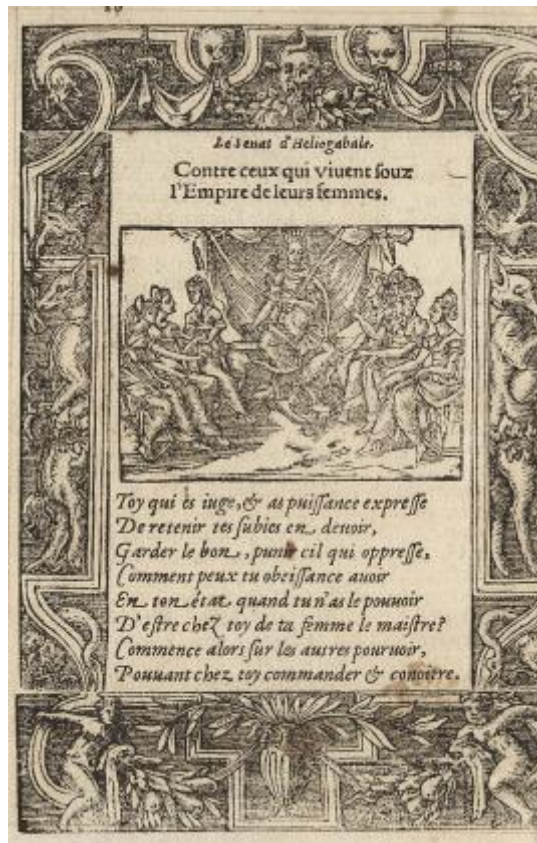 Le Senat d'Heliogabale.
Contre ceux qui viuent souz
l'Empire de leurs femmes.
Toy qui es iuge, & as puissance expresse
De retenir tes subies en deuoir,
Garder le bon, punir cil qui oppresse,
Comment peux tu obeissance auoir
En ton état quand tu n'as le pouuoir
D'estre chez toy de ta femme le maistre?
Commence alors sur les autres pouruoir,
Pouuant chez toy commander & conoitre.